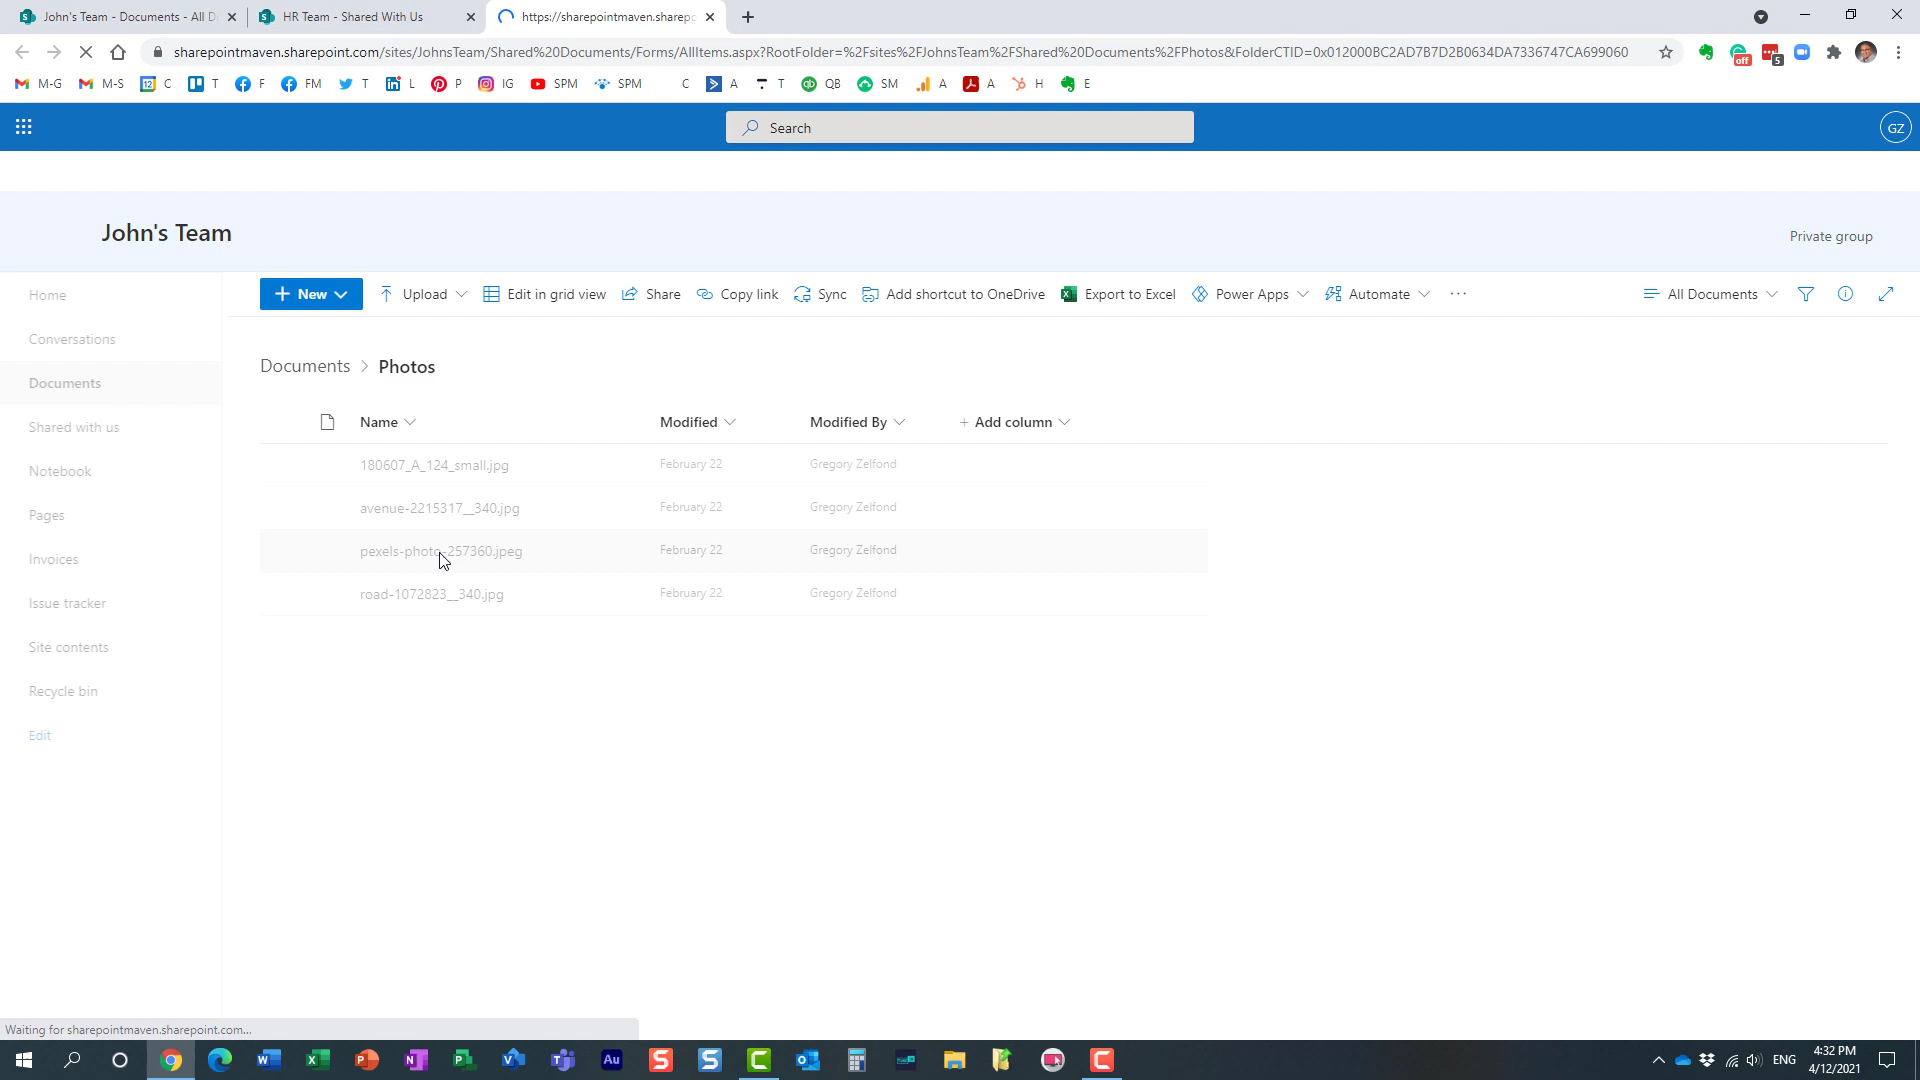 John's Team - Documents - All D
HR Team - Shared With Us
https://sharepointmaven.sharepo
sharepointmaven.sharepoint.com/sites/JohnsTeam/Shared%20Documents/Forms/AllItems.aspx?RootFolder=%2Fsites%2FJohnsTeam%2FShared%20Documents%2FPhotos&FolderCTID=0x012000BC2AD7B7D2B0634DA7336747CA699060
off 5
M-G M-S 12 C T F FM T L P IG SPM SPM C A T qb QB SM A A H E
Search
GZ
John's Team
Private group
New Upload Edit in grid view Share Copy link Sync Add shortcut to OneDrive Export to Excel Power Apps Automate ... All Documents
Home
Conversations
Documents
Shared with us
Notebook
Pages
Invoices
Issue tracker
Site contents
Recycle bin
Edit
Documents > Photos
Name Modified Modified By + Add column
180607_A_124_small.jpg February 22 Gregory Zelfond
avenue-2215317__340.jpg February 22 Gregory Zelfond
pexels-photo-257360.jpeg February 22 Gregory Zelfond
road-1072823__340.jpg February 22 Gregory Zelfond
Waiting for sharepointmaven.sharepoint.com...
Au
ENG
4:32 PM
4/12/2021